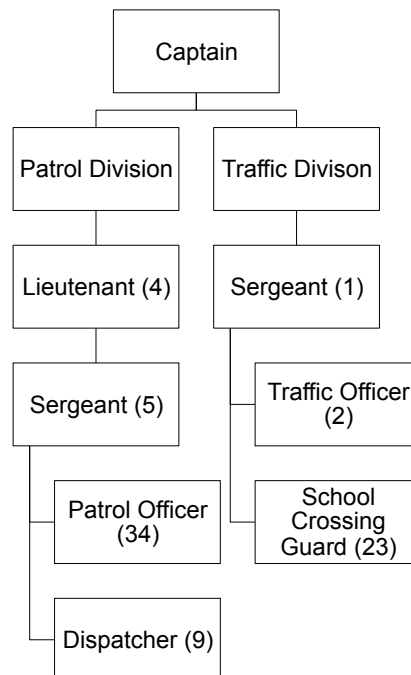 Captain
Patrol Division
Traffic Divison
Lieutenant (4)
Sergeant (1)
Sergeant (5)
Traffic Officer
(2)
Patrol Officer
(34)
School
Crossing
Guard (23)
Dispatcher (9)